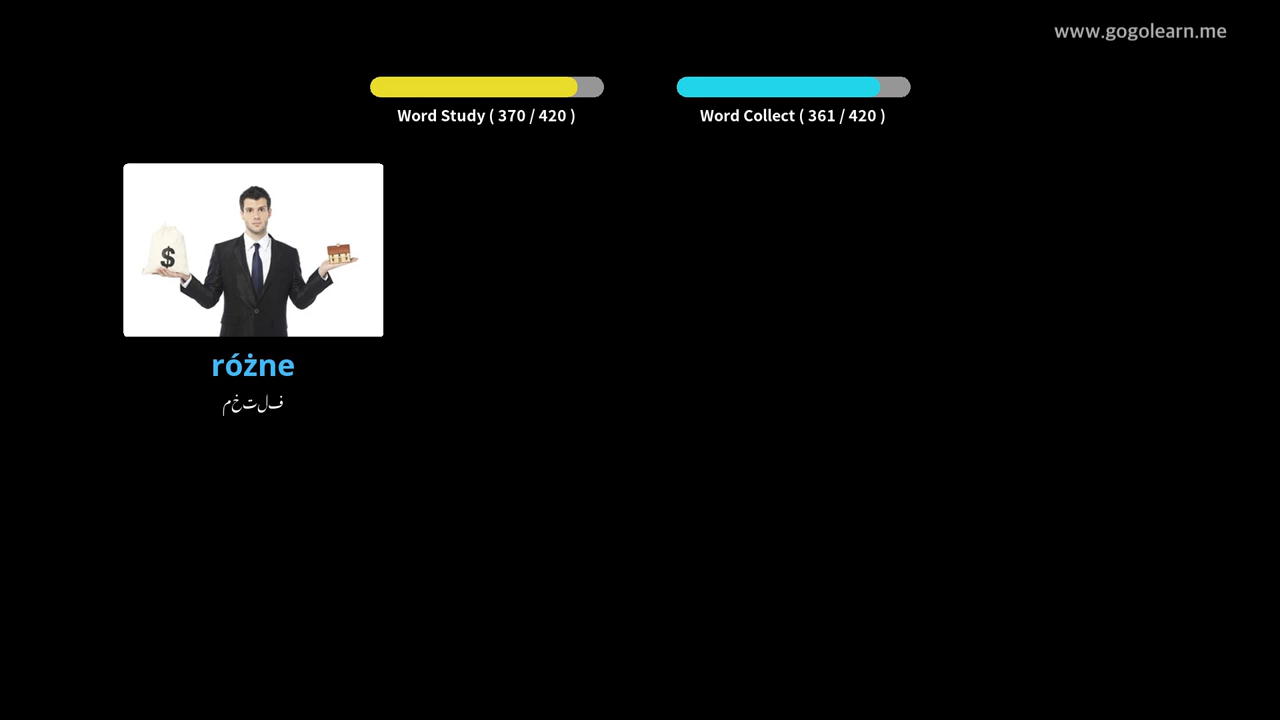 www.gogolearn.me
Word Study ( 370 / 420 )
Word Collect ( 361 / 420 )
$
różne
مختلف